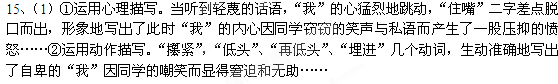 15、（1）①运用心理描写。当听到轻蔑的话语，“我”的心猛烈地跳动，“住嘴”二字差点脱
口而出，形象地写出了此时“我”的内心因同学窃窃的笑声与私语而产生了一股压抑的愤
怒……②运用动作描写。“攥紧”、“低头”、“再低头”、“埋进”几个动词，生动准确地写出
了自卑的“我”因同学的嘲笑而显得窘迫和无助……